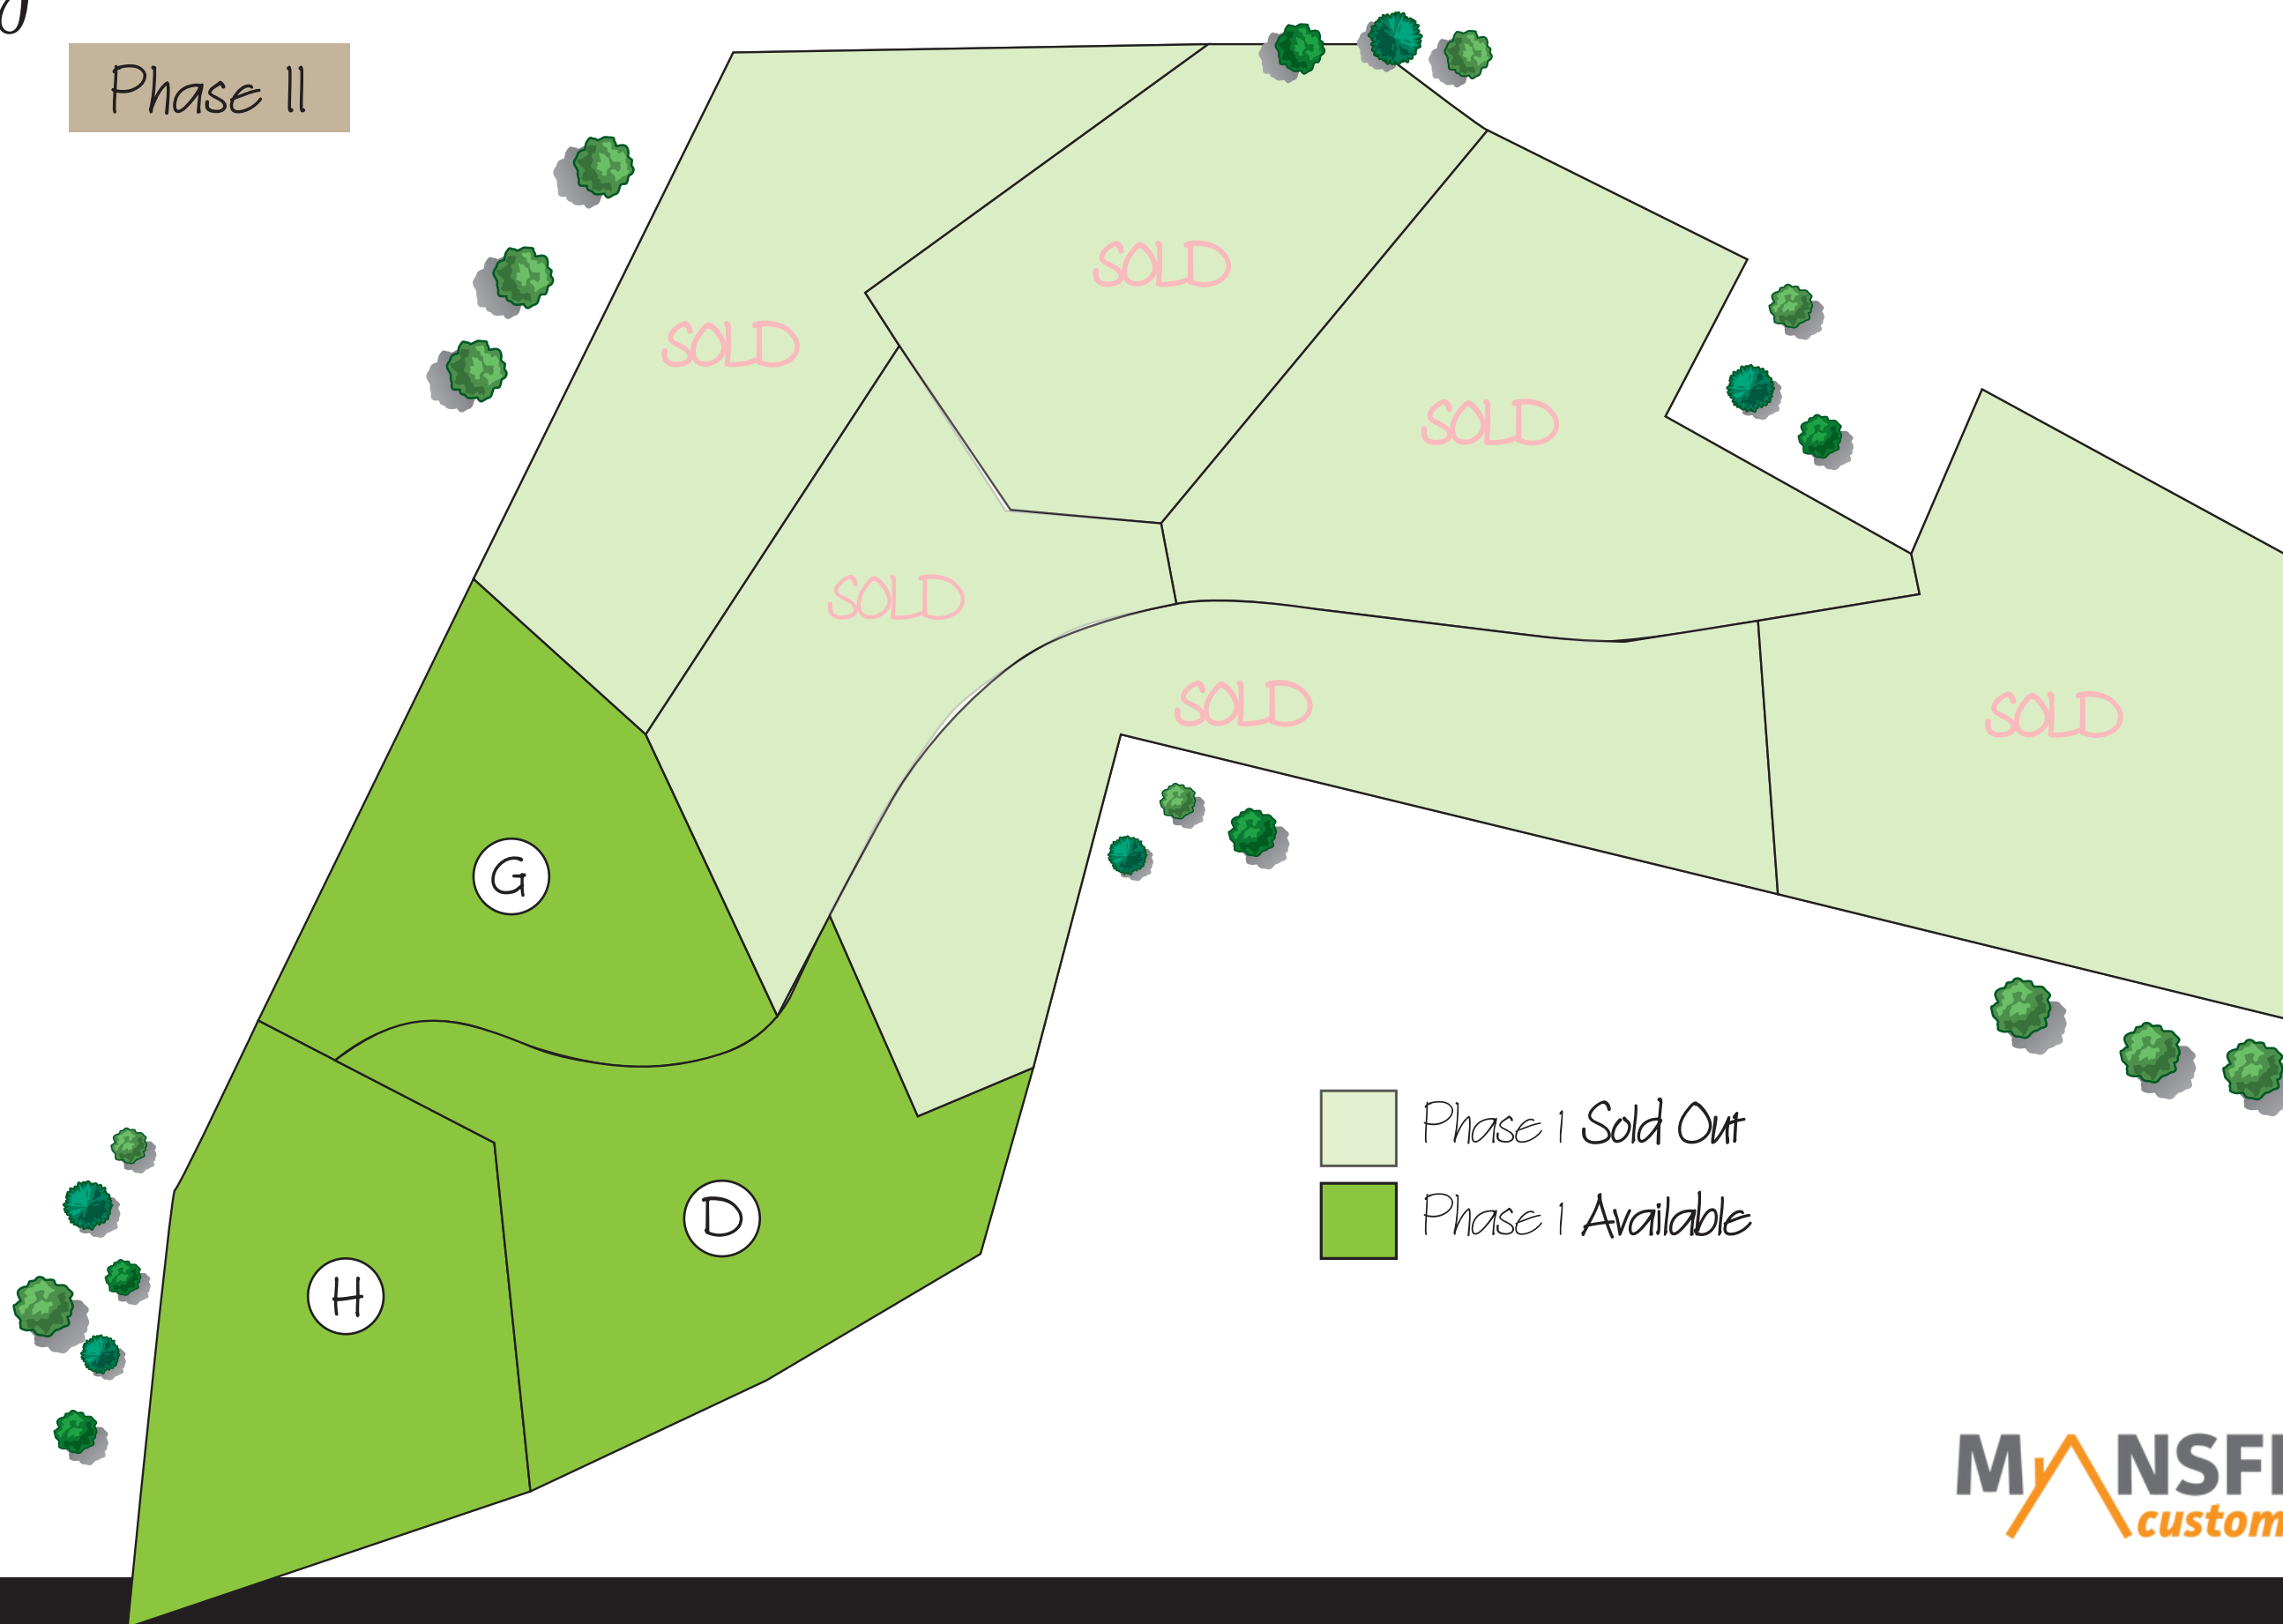 Phase II
SOLD
SOLD
SOLD
SOLD
SOLD
SOLD
G
D
H
Phase 1 Sold Out
Phase 1 Available
MANSFI
custom